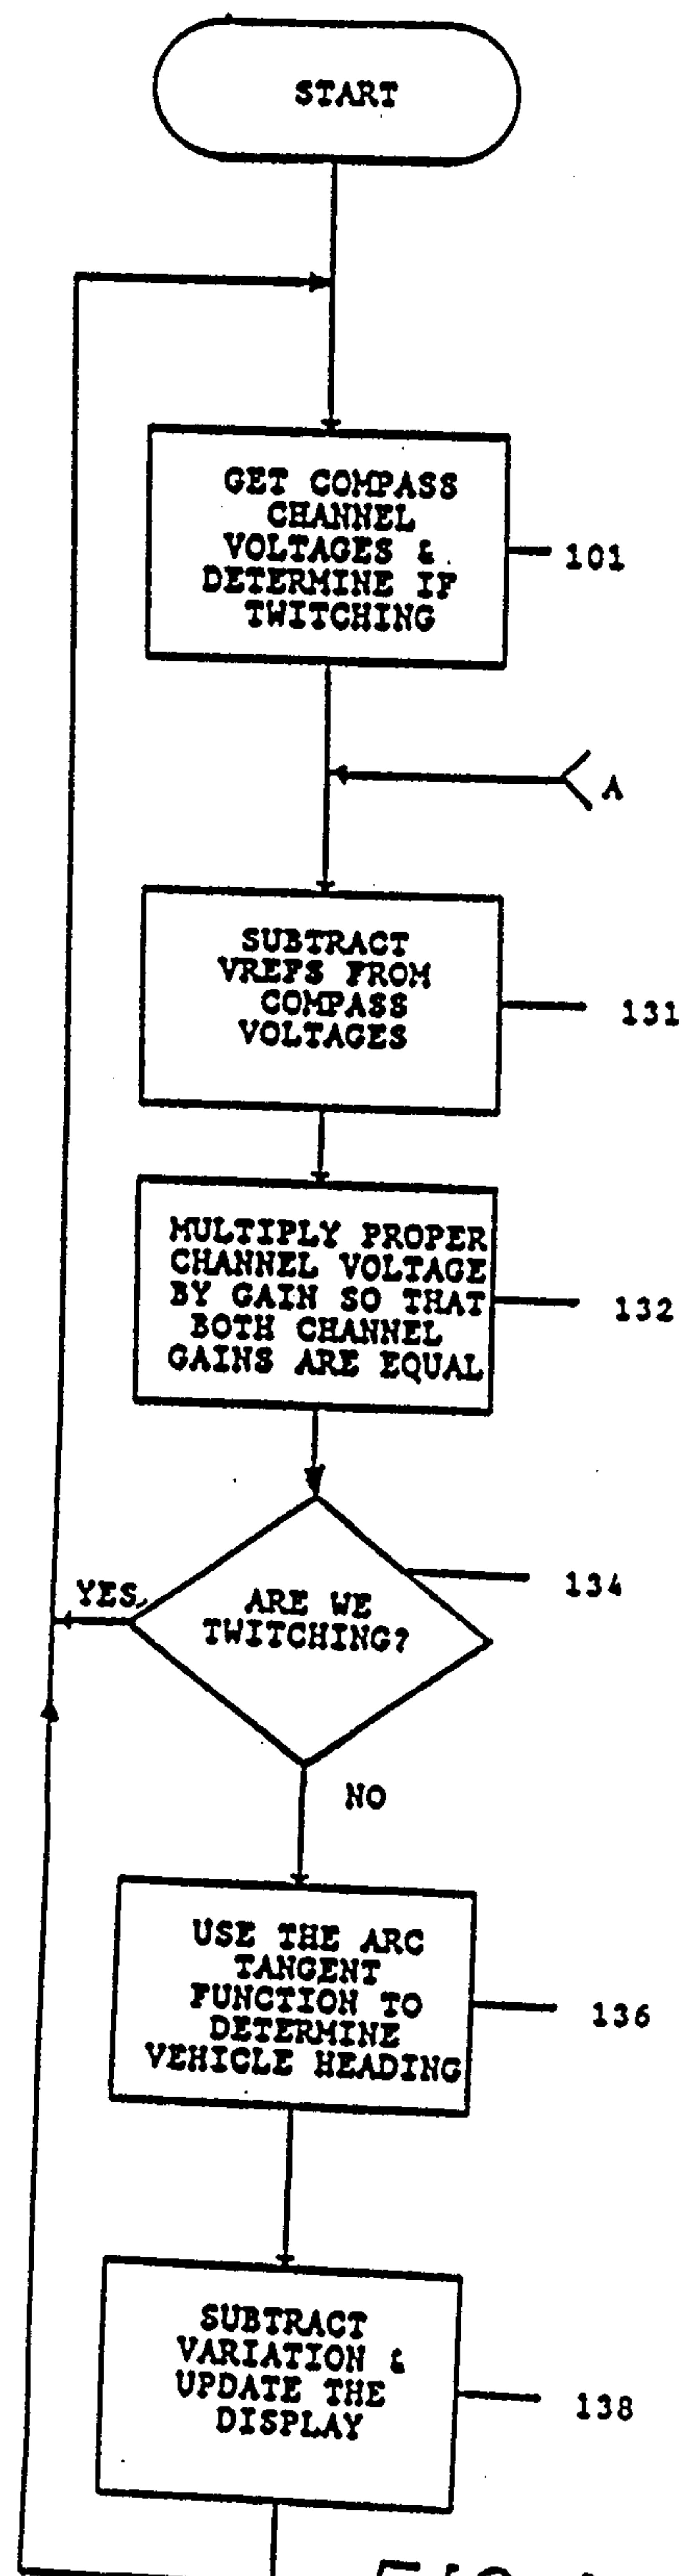 START
GET COMPASS
CHANNEL
VOLTAGES &
DETERMINE IF
TWITCHING
101
A
SUBTRACT
VREFS FROM
COMPASS
VOLTAGES
131
MULTIPLY PROPER
CHANNEL VOLTAGE
BY GAIN SO THAT
BOTH CHANNEL
GAINS ARE EQUAL
132
YES
ARE WE
TWITCHING?
134
NO
USE THE ARC
TANGENT
FUNCTION TO
DETERMINE
VEHICLE HEADING
136
SUBTRACT
VARIATION &
UPDATE THE
DISPLAY
138